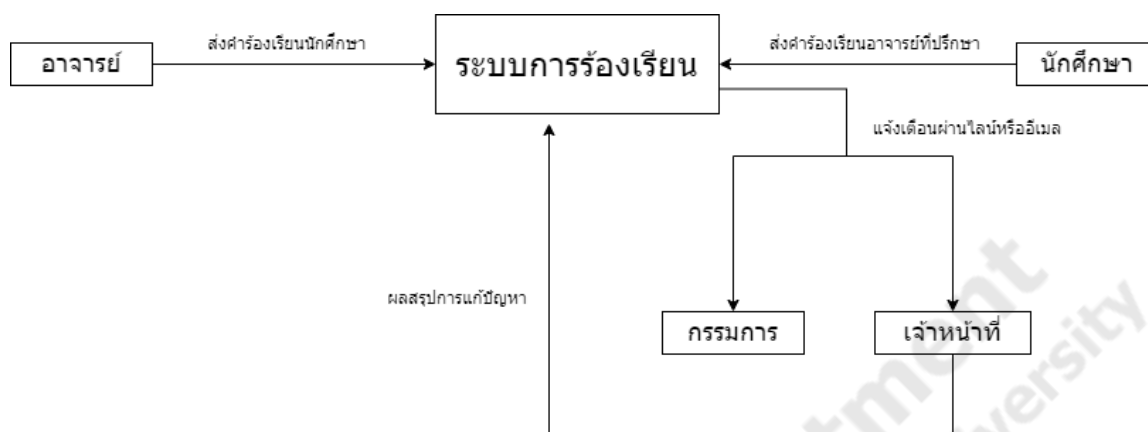 ส่งคำร้องเรียนนักศึกษา
ส่งคำร้องเรียนอาจารย์ที่ปรึกษา
อาจารย์
ระบบการร้องเรียน
นักศึกษา
แจ้งเตือนผ่านไลน์หรืออีเมล
ผลสรุปการแก้ปัญหา
กรรมการ
เจ้าหน้าที่